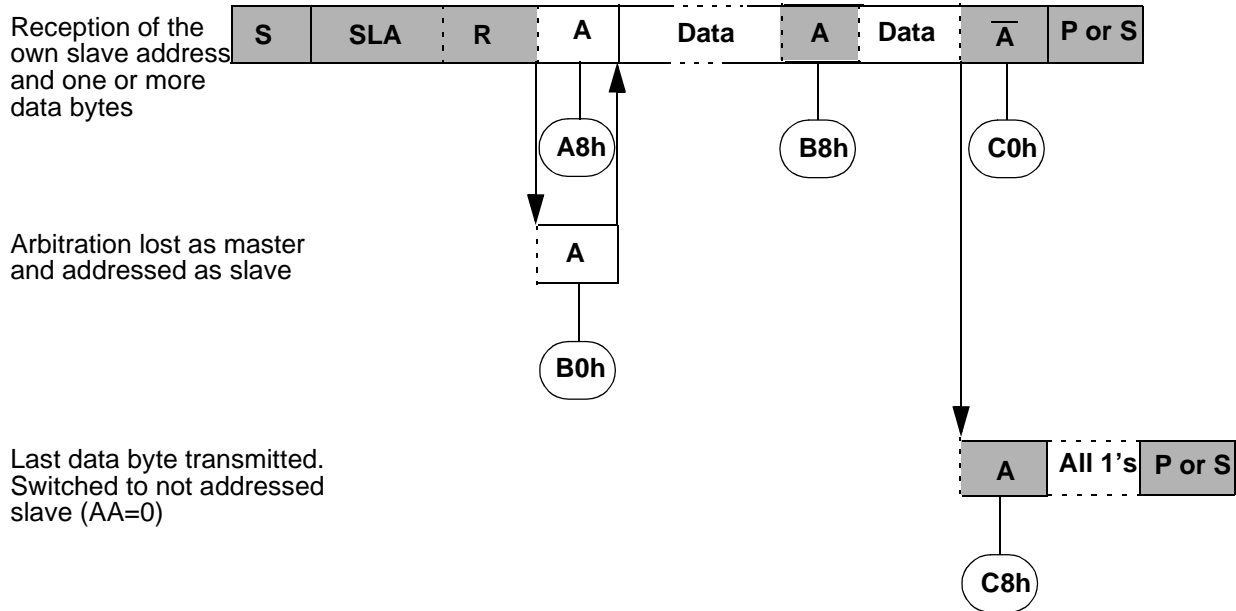 Reception of the
own slave address
and one or more
data bytes
S SLA R A Data A Data A̅ P or S
A8h B8h C0h
Arbitration lost as master
and addressed as slave
A
B0h
Last data byte transmitted.
Switched to not addressed
slave (AA=0)
A All 1's P or S
C8h